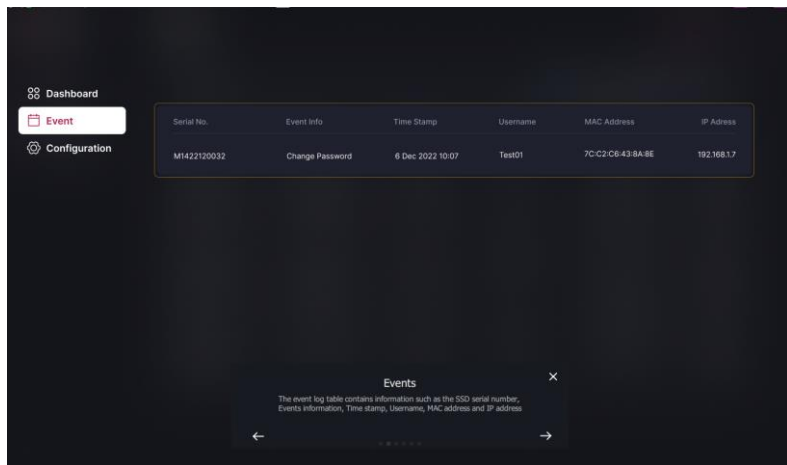 Dashboard
Event
Configuration
Serial No. Event Info Time Stamp Username MAC Address IP Adress
M1422120032 Change Password 6 Dec 2022 10:07 Test01 7C:C2:C6:43:8A:8E 192.168.1.7
Events
The event log table contains information such as the SSD serial number,
Events information, Time stamp, Username, MAC address and IP address